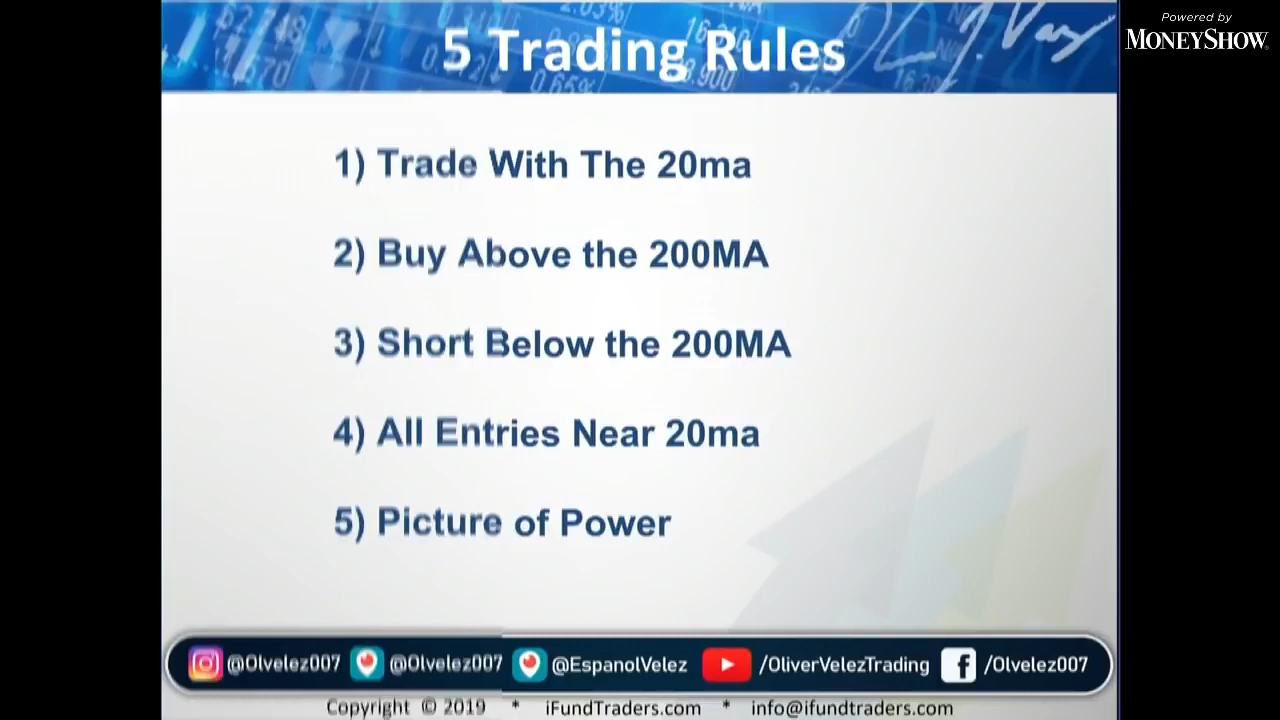 Powered by
MONEYSHOW
5 Trading Rules
1) Trade With The 20ma
2) Buy Above the 200MA
3) Short Below the 200MA
4) All Entries Near 20ma
5) Picture of Power
@Olvelez007 @Olvelez007 @EspanolVelez /OliverVelezTrading /Olvelez007
Copyright © 2019 * iFundTraders.com * info@ifundtraders.com